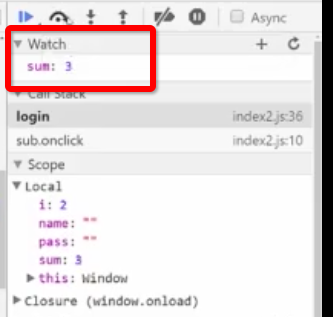 Async
Watch
sum: 3
Call Stack
login index2.js:36
sub.onclick index2.js:10
Scope
Local
i: 2
name: ""
pass: ""
sum: 3
this: Window
Closure (window.onload)